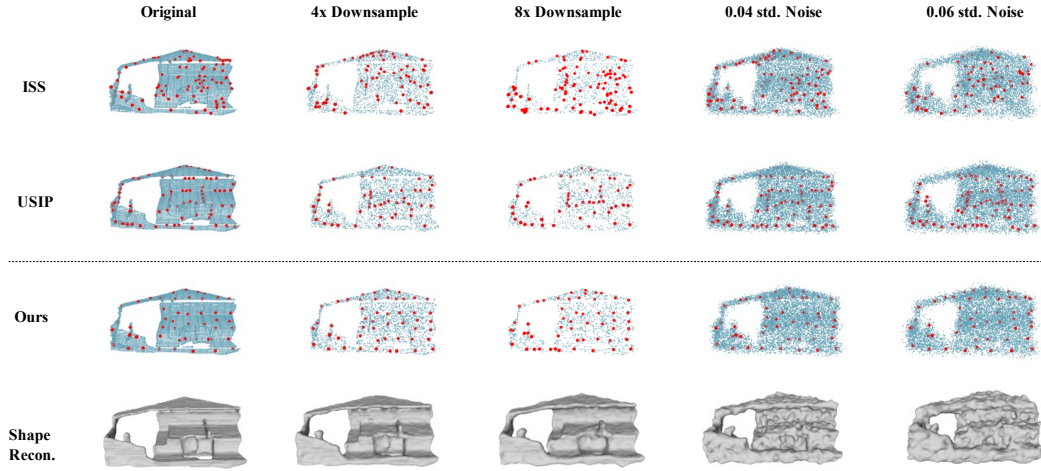 Original 4x Downsample 8x Downsample 0.04 std. Noise 0.06 std. Noise
ISS
USIP
Ours
Shape
Recon.